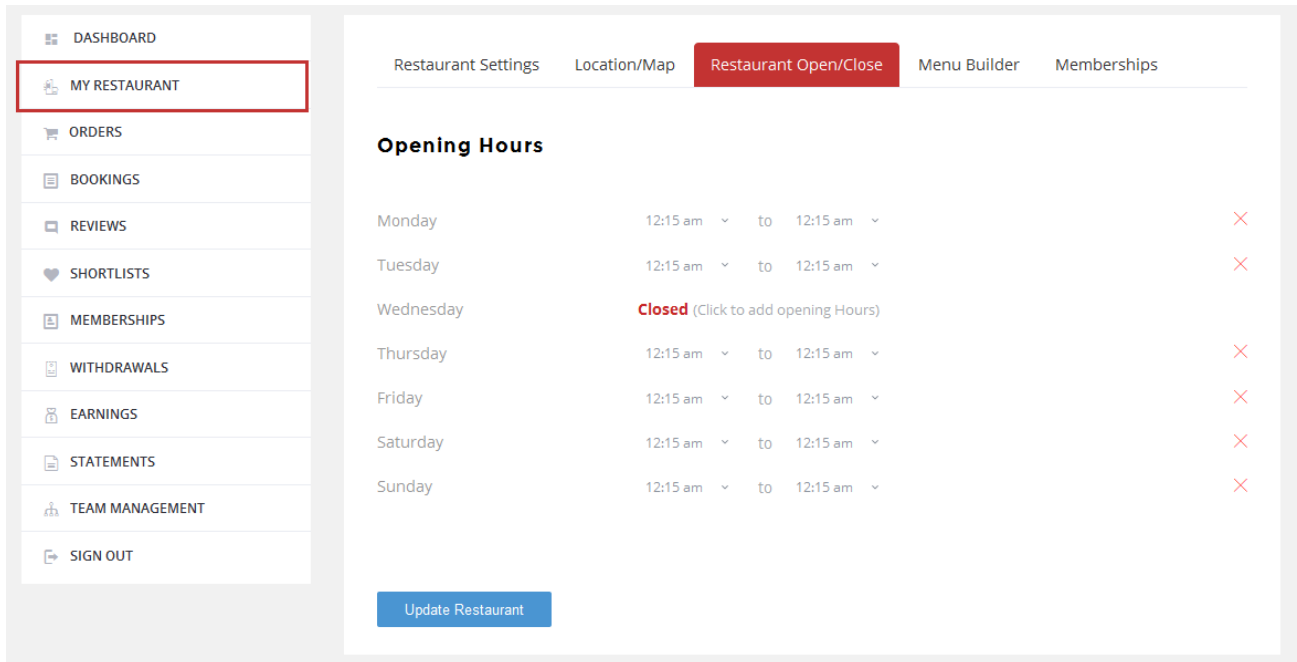 DASHBOARD
MY RESTAURANT
ORDERS
BOOKINGS
REVIEWS
SHORTLISTS
MEMBERSHIPS
WITHDRAWALS
EARNINGS
STATEMENTS
TEAM MANAGEMENT
SIGN OUT
Restaurant Settings Location/Map Restaurant Open/Close Menu Builder Memberships
Opening Hours
Monday 12:15 am to 12:15 am
Tuesday 12:15 am to 12:15 am
Wednesday Closed (Click to add opening Hours)
Thursday 12:15 am to 12:15 am
Friday 12:15 am to 12:15 am
Saturday 12:15 am to 12:15 am
Sunday 12:15 am to 12:15 am
Update Restaurant